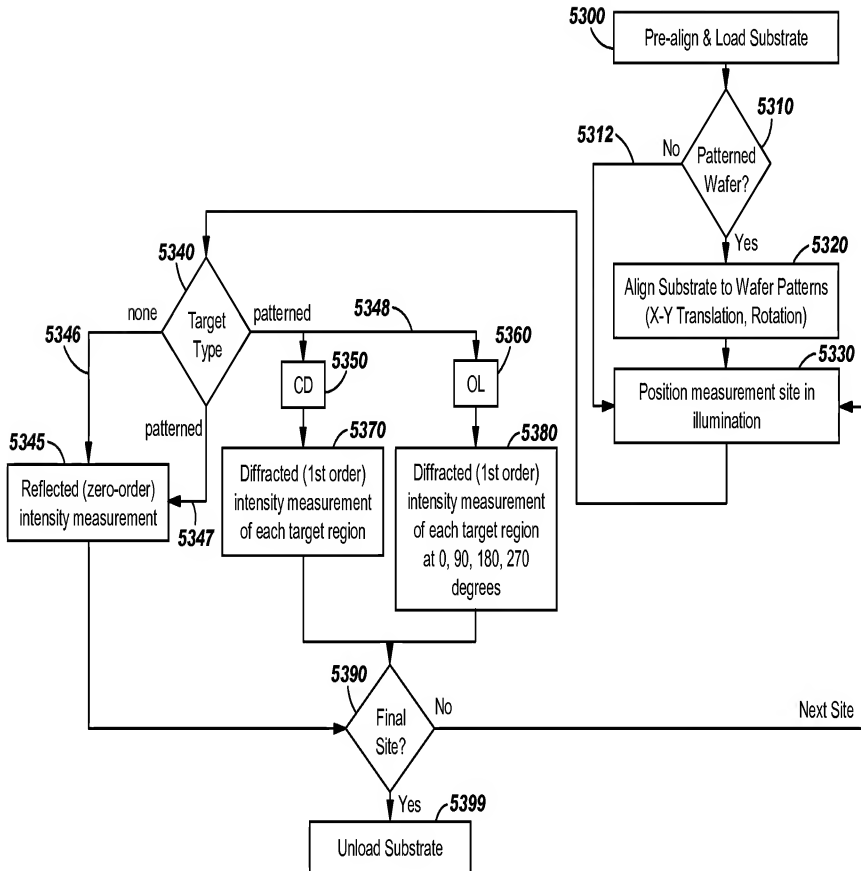 5300
Pre-align & Load Substrate
5310
5312
No
Patterned
Wafer?
Yes
5320
Align Substrate to Wafer Patterns
(X-Y Translation, Rotation)
5330
Position measurement site in
illumination
5340
none
Target
Type
patterned
5348
5346
5350
CD
5360
OL
patterned
5345
Reflected (zero-order)
intensity measurement
5347
5370
Diffracted (1st order)
intensity measurement
of each target region
5380
Diffracted (1st order)
intensity measurement
of each target region
at 0, 90, 180, 270
degrees
5390
Final
Site?
No
Next Site
Yes
5399
Unload Substrate